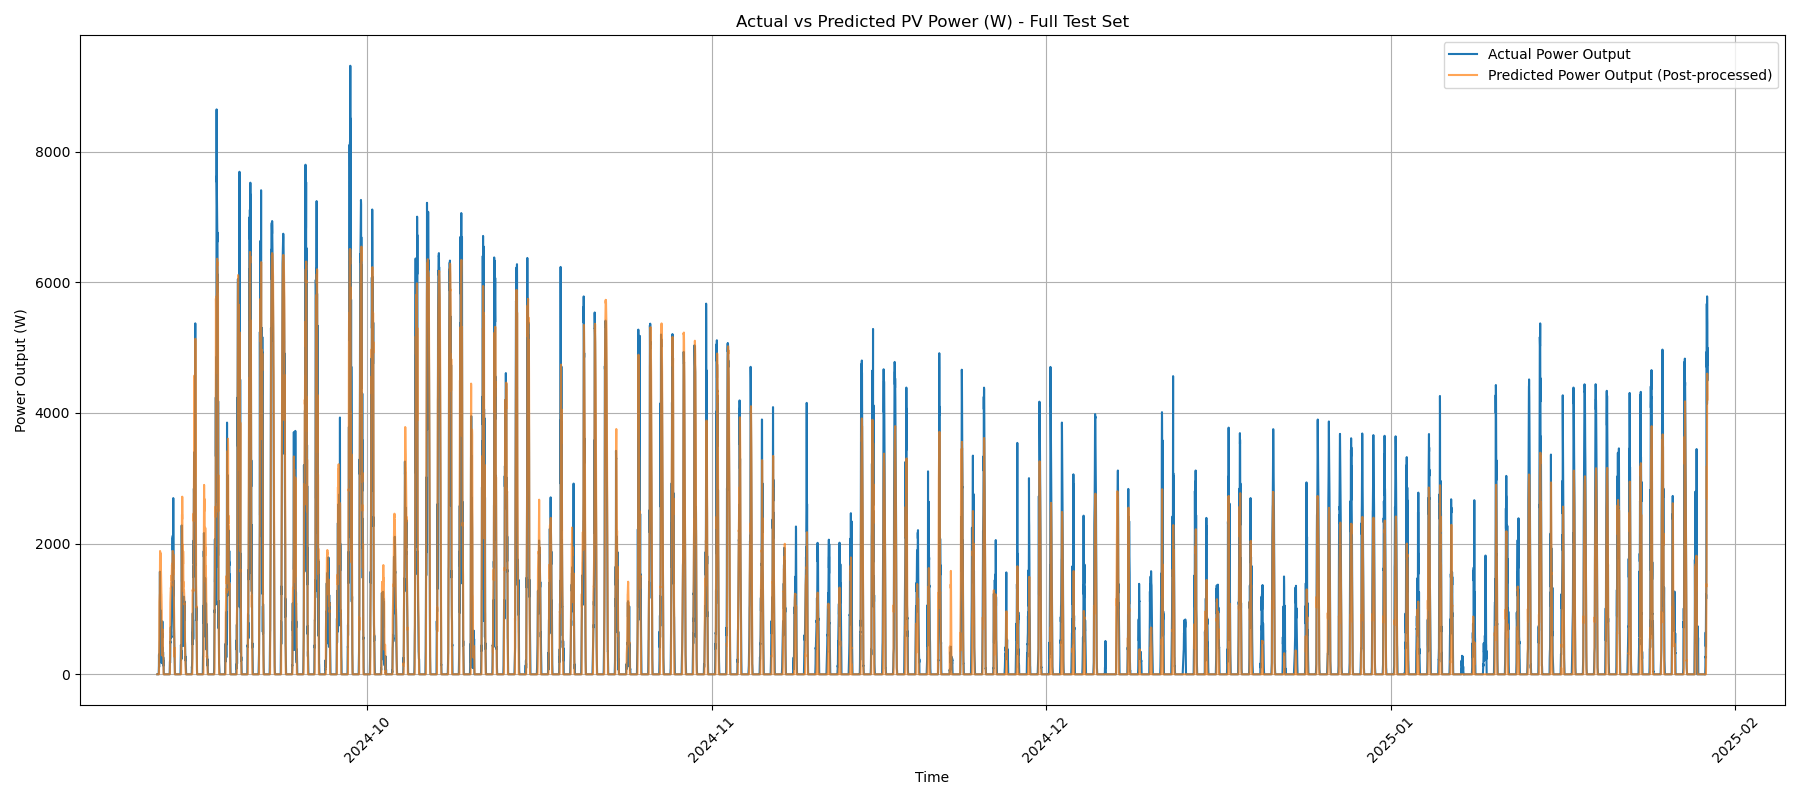 Actual vs Predicted PV Power (W) - Full Test Set
Actual Power Output
Predicted Power Output (Post-processed)
Power Output (W)
8000
6000
4000
2000
0
2024-10
2024-11
2024-12
2025-01
2025-02
Time